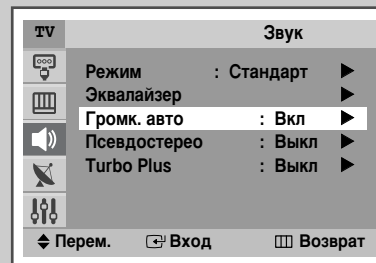 TV Звук
Режим : Стандарт
Эквалайзер
Громк. авто : Вкл
Псевдостерео : Выкл
Turbo Plus : Выкл
Перем. Вход Возврат